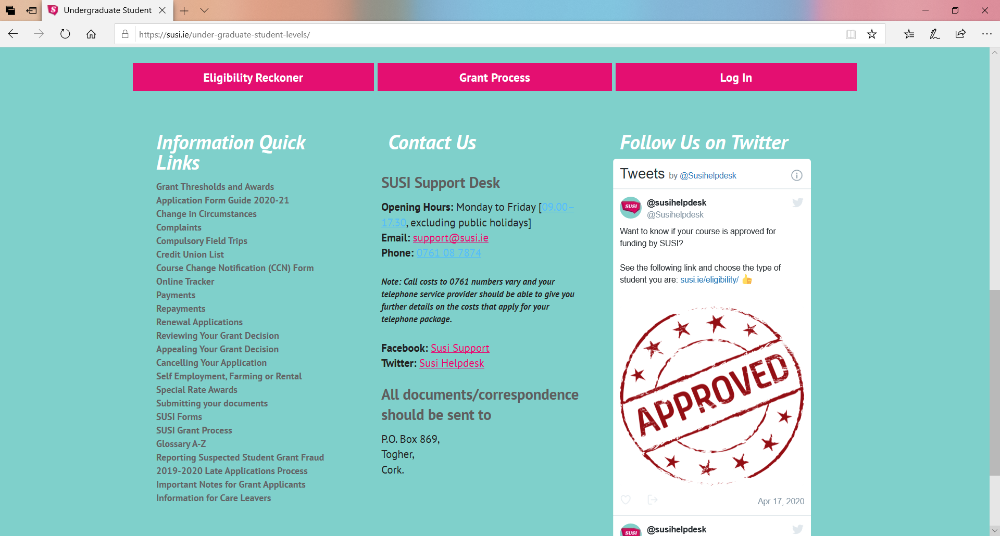 Undergraduate Student
https://susi.ie/under-graduate-student-levels/
Eligibility Reckoner
Grant Process
Log In
Information Quick
Links
Grant Thresholds and Awards
Application Form Guide 2020-21
Change in Circumstances
Complaints
Compulsory Field Trips
Credit Union List
Course Change Notification (CCN) Form
Online Tracker
Payments
Repayments
Renewal Applications
Reviewing Your Grant Decision
Appealing Your Grant Decision
Cancelling Your Application
Self Employment, Farming or Rental
Special Rate Awards
Submitting your documents
SUSI Forms
SUSI Grant Process
Glossary A-Z
Reporting Suspected Student Grant Fraud
2019-2020 Late Applications Process
Important Notes for Grant Applicants
Information for Care Leavers
Contact Us
SUSI Support Desk
Opening Hours: Monday to Friday [09.00–
17.30, excluding public holidays]
Email: support@susi.ie
Phone: 0761 08 7874
Note: Call costs to 0761 numbers vary and your
telephone service provider should be able to give you
further details on the costs that apply for your
telephone package.
Facebook: Susi Support
Twitter: Susi Helpdesk
All documents/correspondence
should be sent to
P.O. Box 869,
Togher,
Cork.
Follow Us on Twitter
Tweets by @Susihelpdesk
SUSI
@susihelpdesk
@Susihelpdesk
Want to know if your course is approved for
funding by SUSI?
See the following link and choose the type of
student you are: susi.ie/eligibility/ 👍
APPROVED
Apr 17, 2020
SUSI
@susihelpdesk